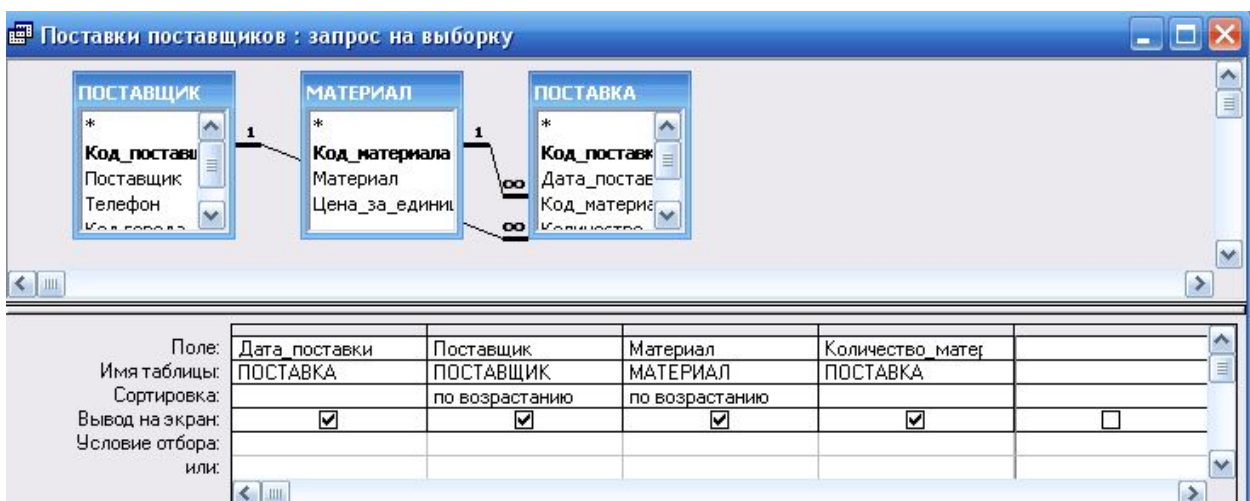 Поставки поставщиков : запрос на выборку
ПОСТАВЩИК МАТЕРИАЛ ПОСТАВКА
* * *
Код_постав Код_материала Код_поставк
Поставщик Материал Дата_постав
Телефон Цена_за_едини Код_материа
1 1 ∞ ∞
Поле: Дата_поставки Поставщик Материал Количество_матер
Имя таблицы: ПОСТАВКА ПОСТАВЩИК МАТЕРИАЛ ПОСТАВКА
Сортировка: по возрастанию по возрастанию
Вывод на экран:
Условие отбора:
или: